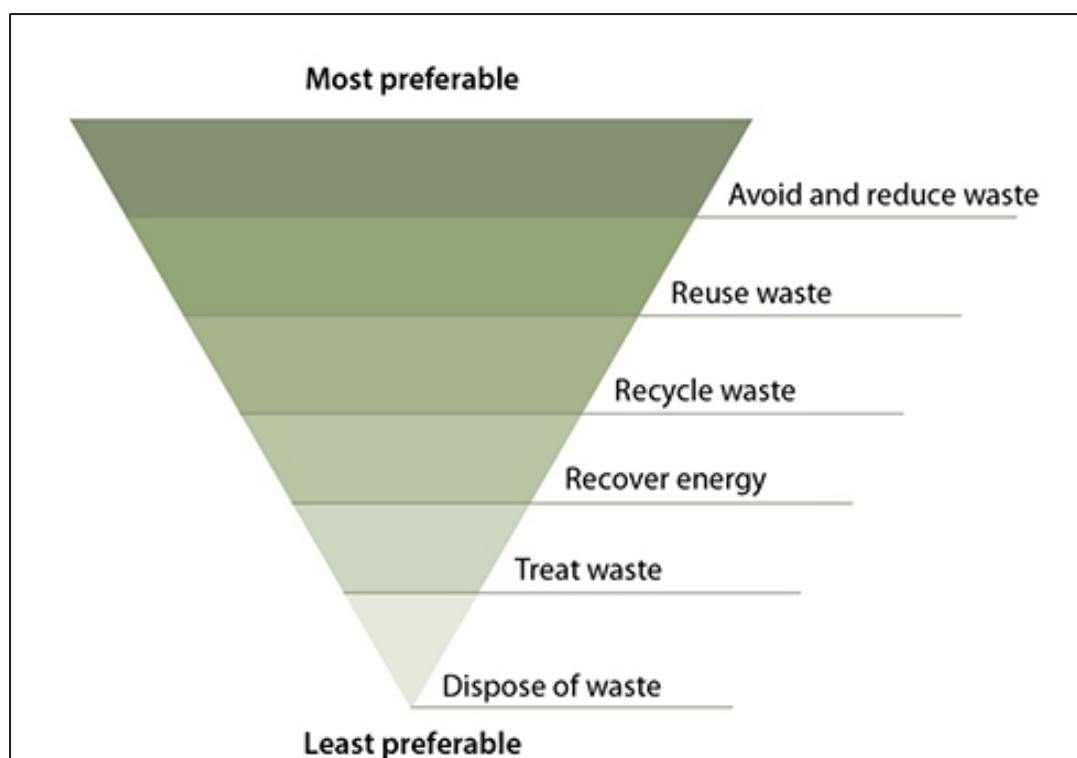 Most preferable
Avoid and reduce waste
Reuse waste
Recycle waste
Recover energy
Treat waste
Dispose of waste
Least preferable